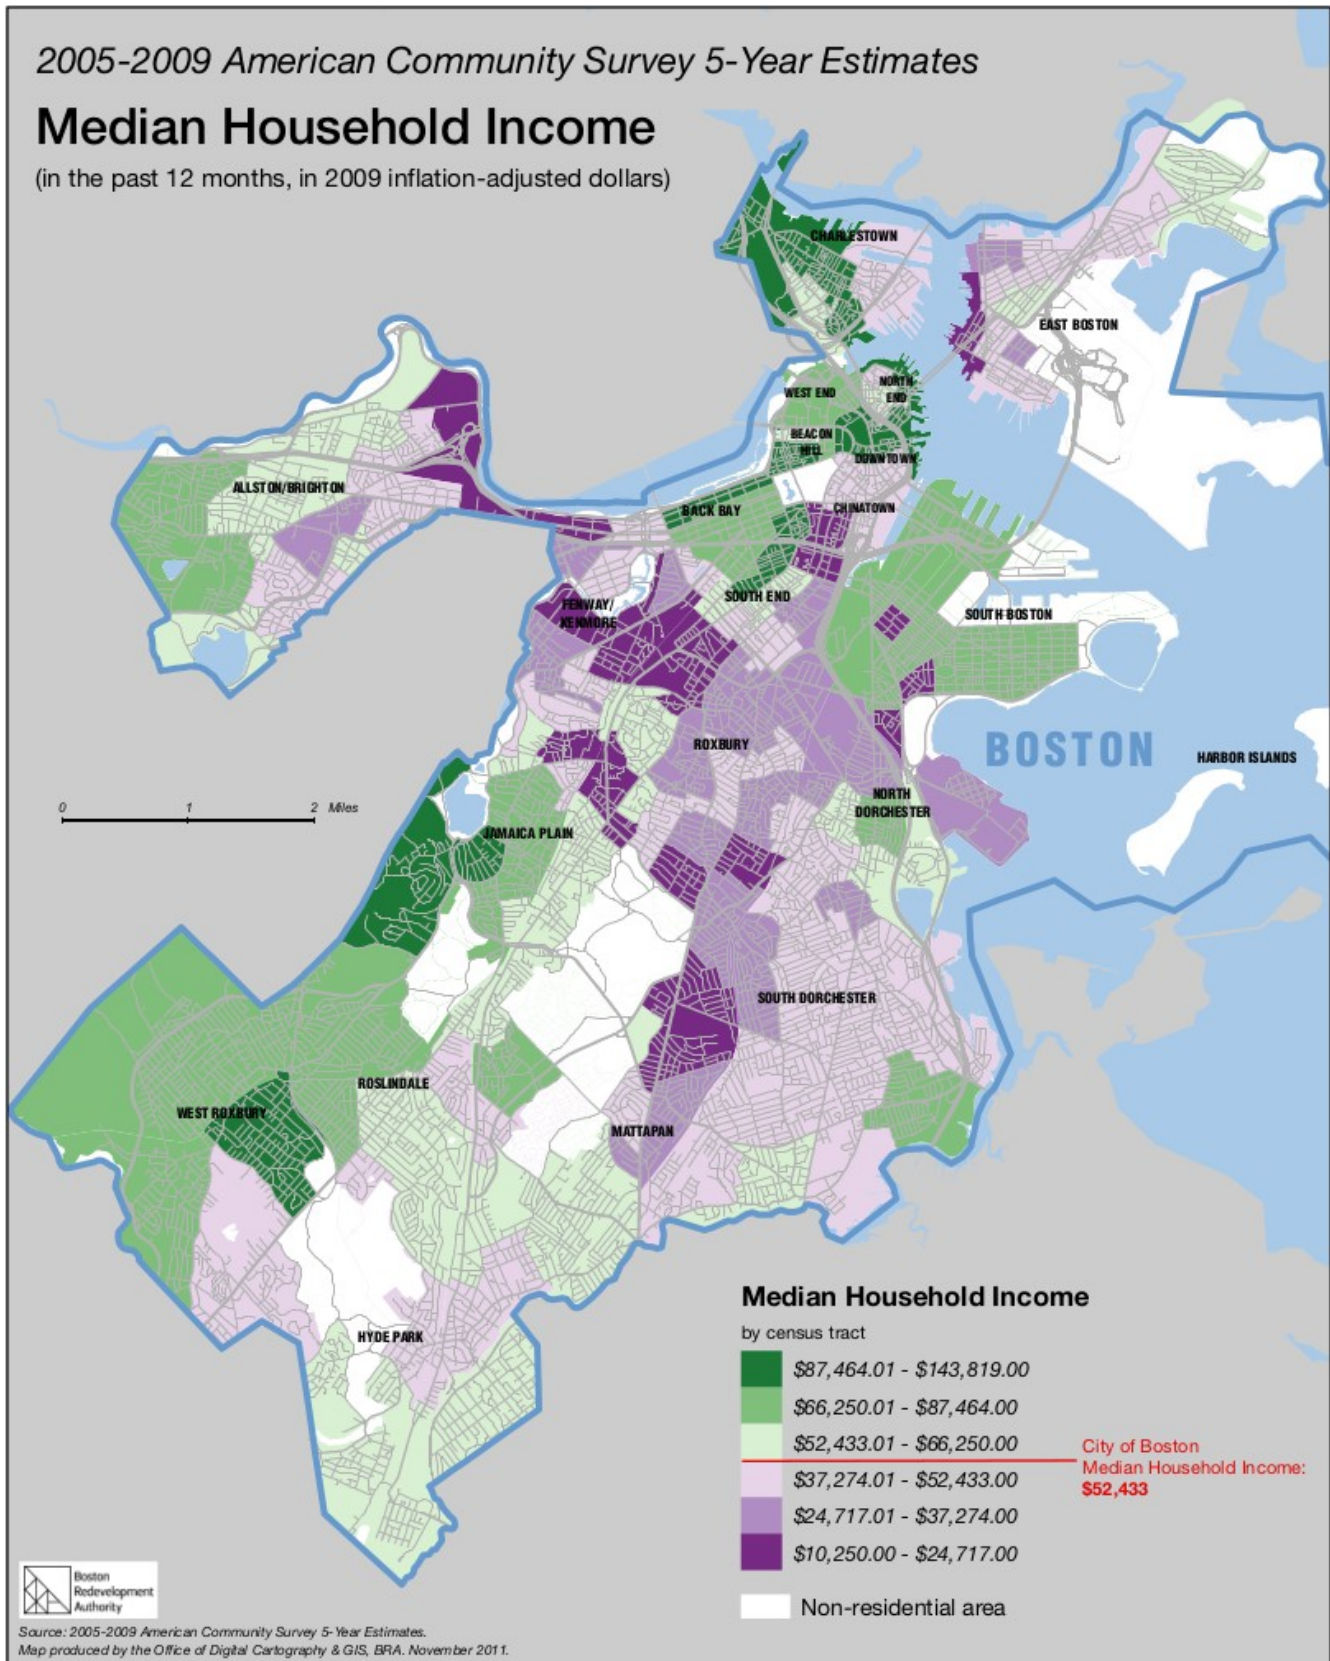 2005-2009 American Community Survey 5-Year Estimates
Median Household Income
(in the past 12 months, in 2009 inflation-adjusted dollars)
CHARLESTOWN
EAST BOSTON
WEST END
NORTH
END
BEACON
HILL
DOWNTOWN
ALLSTON/BRIGHTON
BACK BAY
CHINATOWN
SOUTH END
FENWAY/
KENMORE
SOUTH BOSTON
ROXBURY
BOSTON
HARBOR ISLANDS
NORTH
DORCHESTER
0 1 2 Miles
JAMAICA PLAIN
SOUTH DORCHESTER
ROSLINDALE
WEST ROXBURY
MATTAPAN
HYDE PARK
Median Household Income
by census tract
$87,464.01 - $143,819.00
$66,250.01 - $87,464.00
$52,433.01 - $66,250.00
$37,274.01 - $52,433.00
$24,717.01 - $37,274.00
$10,250.00 - $24,717.00
Non-residential area
City of Boston
Median Household Income:
$52,433
Boston
Redevelopment
Authority
Source: 2005-2009 American Community Survey 5-Year Estimates.
Map produced by the Office of Digital Cartography & GIS, BRA. November 2011.